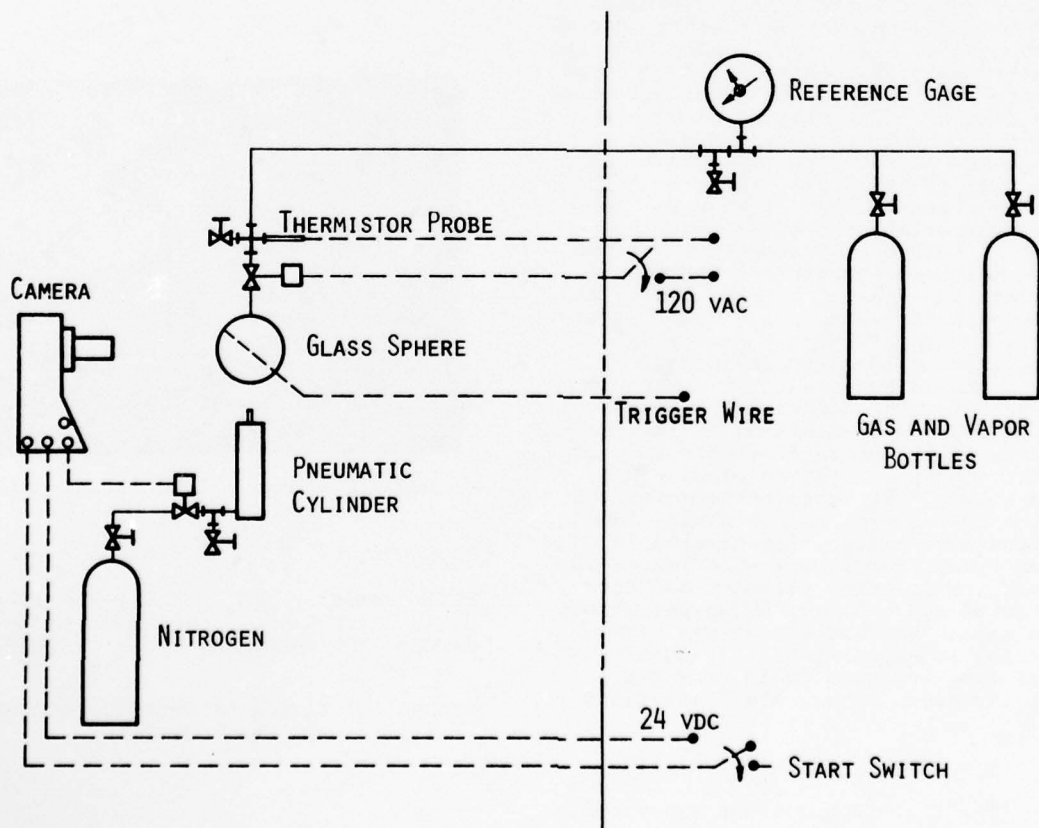 REFERENCE GAGE
THERMISTOR PROBE
120 VAC
CAMERA
GLASS SPHERE
TRIGGER WIRE
GAS AND VAPOR
BOTTLES
PNEUMATIC
CYLINDER
NITROGEN
24 VDC
START SWITCH